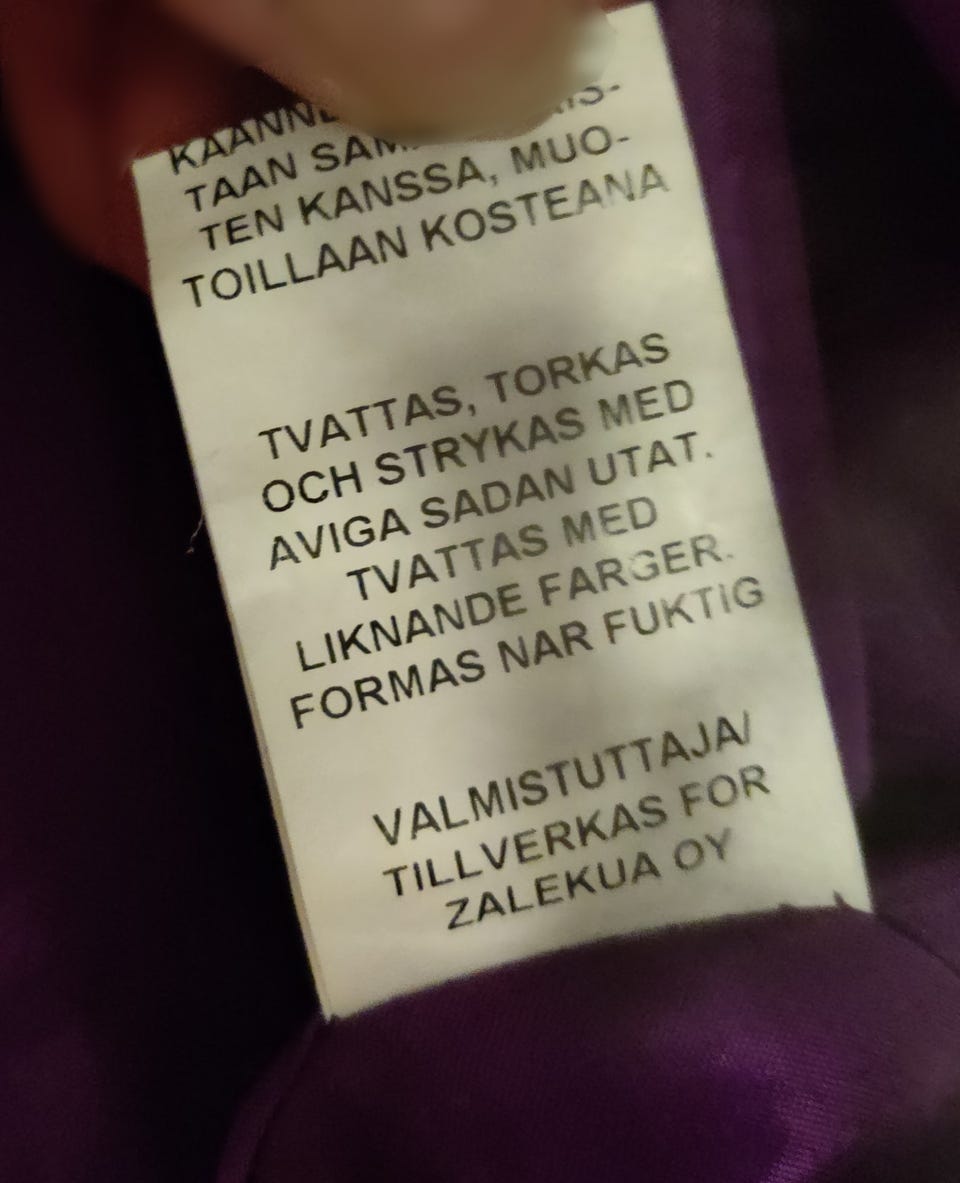 TAAN
TEN KANSSA, MUO-
TOILLAAN KOSTEANA
TVATTAS, TORKAS
OCH STRYKAS MED
AVIGA SADAN UTAT.
TVATTAS MED
LIKNANDE FARGER.
FORMAS NAR FUKTIG
VALMISTUTTAJA/
TILLVERKAS FOR
ZALEKUA OY